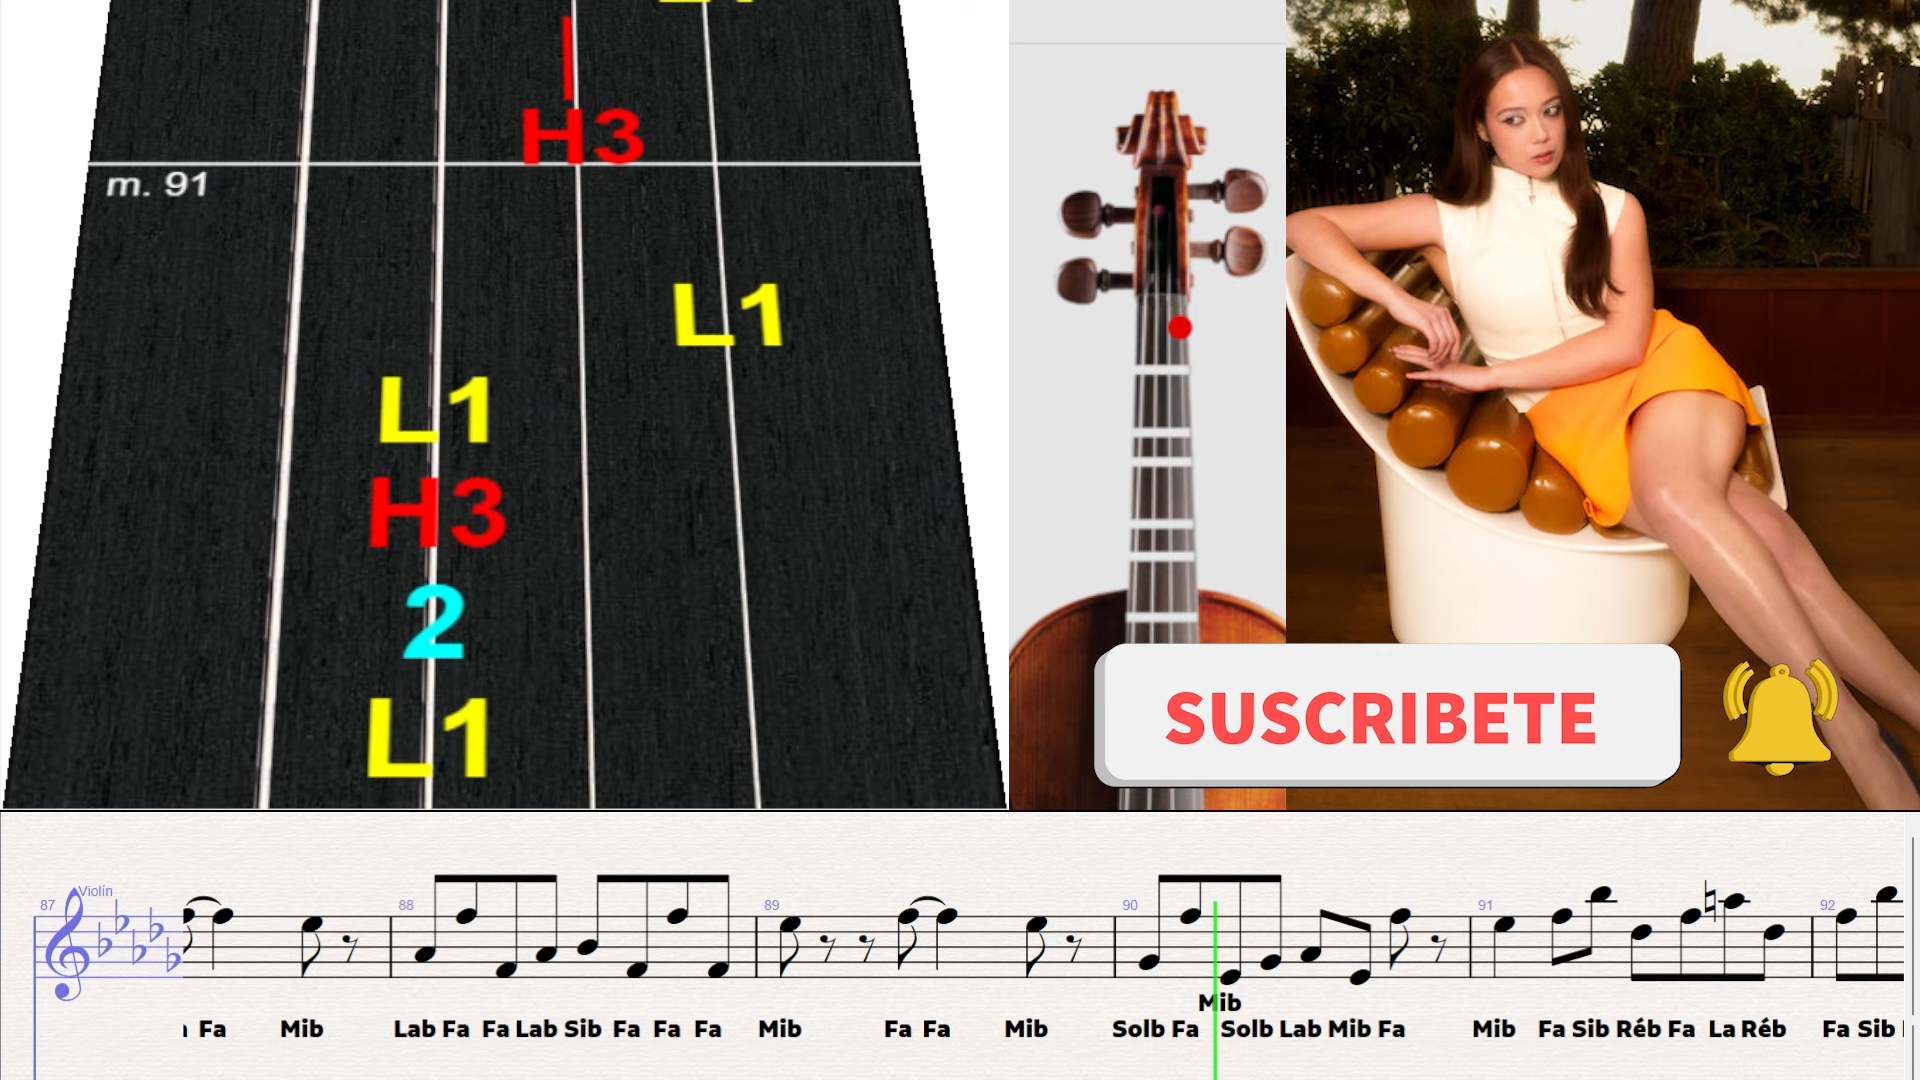 H3
m. 91
L1
L1
H3
2
L1
SUSCRIBETE
Violín
87
88
89
90
91
92
Mib
Fa Mib Lab Fa Fa Lab Sib Fa Fa Fa Mib Fa Fa Mib Solb Fa Solb Lab Mib Fa Mib Fa Sib Réb Fa La Réb Fa Sib